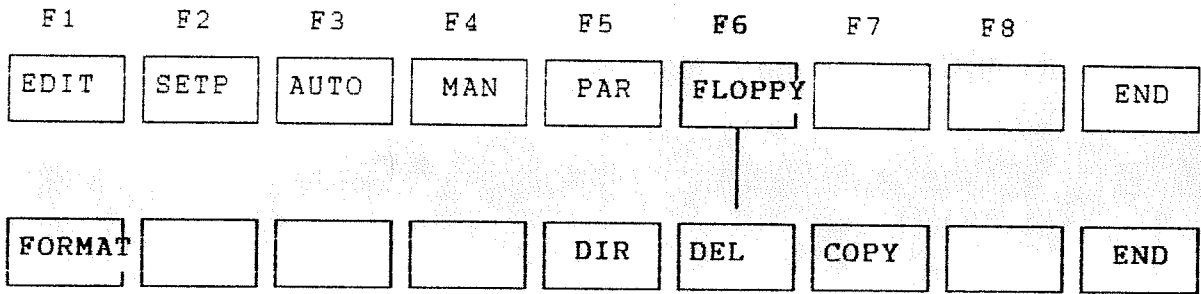 F1 F2 F3 F4 F5 F6 F7 F8
EDIT SETP AUTO MAN PAR FLOPPY END
FORMAT DIR DEL COPY END